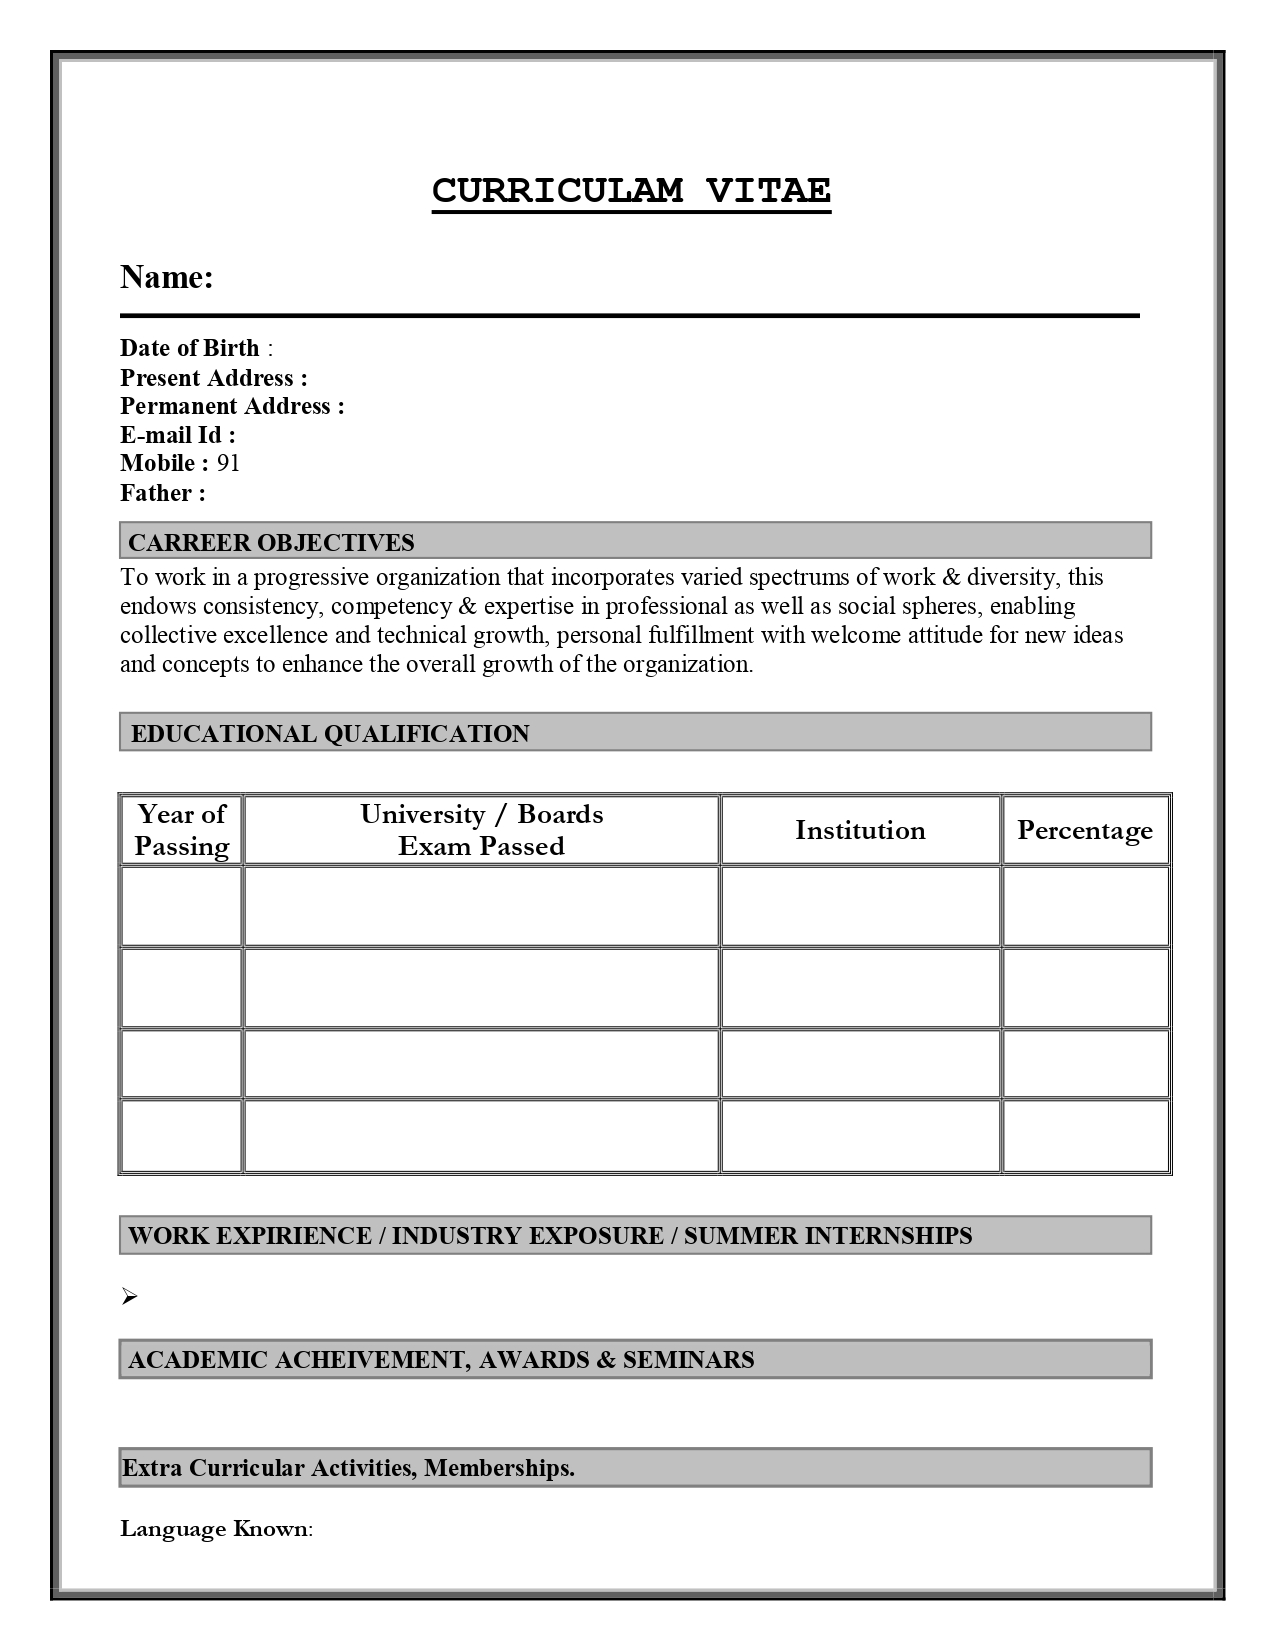 CURRICULAM VITAE
Name:
Date of Birth :
Present Address :
Permanent Address :
E-mail Id :
Mobile : 91
Father :
CARREER OBJECTIVES
To work in a progressive organization that incorporates varied spectrums of work & diversity, this
endows consistency, competency & expertise in professional as well as social spheres, enabling
collective excellence and technical growth, personal fulfillment with welcome attitude for new ideas
and concepts to enhance the overall growth of the organization.
EDUCATIONAL QUALIFICATION
Year of
Passing
University / Boards
Exam Passed
Institution
Percentage
WORK EXPIRIENCE / INDUSTRY EXPOSURE / SUMMER INTERNSHIPS
ACADEMIC ACHEIVEMENT, AWARDS & SEMINARS
Extra Curricular Activities, Memberships.
Language Known: